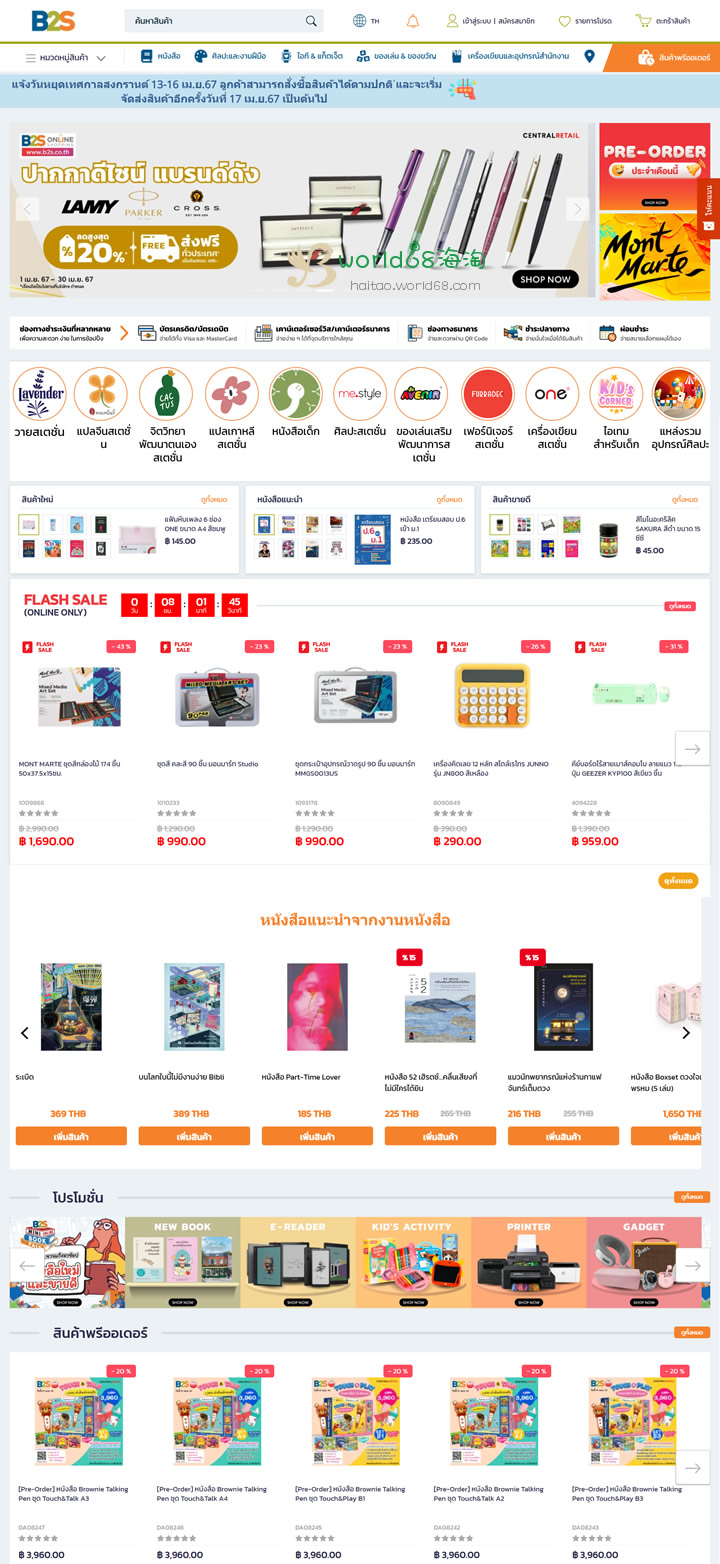 B2S
ค้นหาสินค้า
TH
เข้าสู่ระบบ | สมัครสมาชิก
รายการโปรด
ตะกร้าสินค้า
หมวดหมู่สินค้า
หนังสือ
ศิลปะและงานฝีมือ
ไอที & แก็ตเจ็ต
ของเล่น & ของขวัญ
เครื่องเขียนและอุปกรณ์สำนักงาน
สินค้าพรีออเดอร์
แจ้งวันหยุดเทศกาลสงกรานต์ 13-16 เม.ย.67 ลูกค้าสามารถสั่งซื้อสินค้าได้ตามปกติ และจะเริ่ม
จัดส่งสินค้าอีกครั้งวันที่ 17 เม.ย.67 เป็นต้นไป
B2S ONLINE
www.b2s.co.th
CENTRALRETAIL
ปากกาดีไซน์ แบรนด์ดัง
LAMY
PARKER
CROSS
ลดสูงสุด
20%
FREE
ส่งฟรี
ทั่วประเทศ
1 เม.ย. 67 – 30 เม.ย. 67
SHOP NOW
world68海淘
haitao.world68.com
PRE-ORDER
ประจำเดือนนี้
SHOP NOW
Mont
Marte
ให้คะแนน
ช่องทางชำระเงินที่หลากหลาย
เพื่อความสะดวก ง่าย ในการช้อปปิ้ง
บัตรเครดิต/บัตรเดบิต
จ่ายได้ทั้ง Visa และ MasterCard
เคาน์เตอร์เซอร์วิส/เคาน์เตอร์ธนาคาร
จ่ายง่าย ๆ ได้ที่จุดบริการใกล้คุณ
ช่องทางธนาคาร
จ่ายสะดวกผ่าน QR Code
ชำระปลายทาง
จ่ายมั่นใจเมื่อได้รับสินค้า
ผ่อนชำระ
จ่ายสบายเลือกแผนได้เอง
Lavender
CAC
TUS
me.style
AVENIR
FURRADEC
one
KID'S
CORNER
วายสเตชั่น
แปลจีนสเตชั่
น
จิตวิทยา
พัฒนาตนเอง
สเตชั่น
แปลเกาหลี
สเตชั่น
หนังสือเด็ก
ศิลปะสเตชั่น
ของเล่นเสริม
พัฒนาการส
เตชั่น
เฟอร์นิเจอร์
สเตชั่น
เครื่องเขียน
สเตชั่น
ไอเทม
สำหรับเด็ก
แหล่งรวม
อุปกรณ์ศิลปะ
สินค้าใหม่
ดูทั้งหมด
แฟ้มหีบเพลง 6 ช่อง
ONE ขนาด A4 สีชมพู
฿ 145.00
หนังสือแนะนำ
ดูทั้งหมด
หนังสือ เตรียมสอบ ป.6
เข้า ม.1
฿ 235.00
สินค้าขายดี
ดูทั้งหมด
สีโปสเตอร์
SAKURA สีดำ ขนาด 15
ซีซี
฿ 45.00
FLASH SALE
(ONLINE ONLY)
0
วัน
:
08
ชม.
:
01
นาที
:
45
วินาที
ดูทั้งหมด
FLASH
SALE
- 43 %
FLASH
SALE
- 23 %
FLASH
SALE
- 23 %
FLASH
SALE
- 26 %
FLASH
SALE
- 31 %
MONT MARTE ชุดสีกล่องไม้ 174 ชิ้น
50x37.5x15ซม.
1009868
฿ 2,990.00
฿ 1,690.00
ชุดสี คละสี 90 ชิ้น มอนมาร์ท Studio
1010233
฿ 1,290.00
฿ 990.00
ชุดกระเป๋าอุปกรณ์วาดรูป 90 ชิ้น มอนมาร์ท
MMGS0013US
1093178
฿ 1,290.00
฿ 990.00
เครื่องคิดเลข 12 หลัก สไตล์เรโทร JUNNO
รุ่น JN800 สีเหลือง
8090849
฿ 390.00
฿ 290.00
คีย์บอร์ดไร้สายเมาส์คอมโบ ลายแมว
ปุ่ม GEEZER KYP100 สีเขียว ชิ้น
4094228
฿ 1,390.00
฿ 959.00
ดูทั้งหมด
หนังสือแนะนำจากงานหนังสือ
%15
%15
ระเบิด
369 THB
เพิ่มสินค้า
บนโลกใบนี้ไม่มีงานง่าย Bibli
389 THB
เพิ่มสินค้า
หนังสือ Part-Time Lover
185 THB
เพิ่มสินค้า
หนังสือ 52 เฮิรตซ์...คลื่นเสียงที่
ไม่มีใครได้ยิน
225 THB
265 THB
เพิ่มสินค้า
แมวนักพยากรณ์แห่งร้านกาแฟ
จันทร์เต็มดวง
216 THB
255 THB
เพิ่มสินค้า
หนังสือ Boxset ดวงใจเ
พรหม (5 เล่ม)
1,650 THB
เพิ่มสินค้า
โปรโมชั่น
ดูทั้งหมด
SHOP NOW
NEW BOOK
SHOP NOW
E-READER
SHOP NOW
KID'S ACTIVITY
SHOP NOW
PRINTER
SHOP NOW
GADGET
SHOP NOW
สินค้าพรีออเดอร์
ดูทั้งหมด
- 20 %
- 20 %
- 20 %
- 20 %
- 20 %
[Pre-Order] หนังสือ Brownie Talking
Pen ชุด Touch&Talk A3
DA08247
฿ 3,960.00
[Pre-Order] หนังสือ Brownie Talking
Pen ชุด Touch&Talk A4
DA08246
฿ 3,960.00
[Pre-Order] หนังสือ Brownie Talking
Pen ชุด Touch&Play B1
DA08245
฿ 3,960.00
[Pre-Order] หนังสือ Brownie Talking
Pen ชุด Touch&Talk A2
DA08242
฿ 3,960.00
[Pre-Order] หนังสือ Brownie Talking
Pen ชุด Touch&Play B3
DA08243
฿ 3,960.00